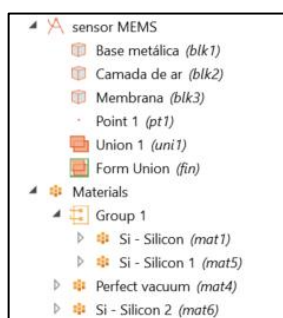 sensor MEMS
Base metálica (blk1)
Camada de ar (blk2)
Membrana (blk3)
Point 1 (pt1)
Union 1 (uni1)
Form Union (fin)
Materials
Group 1
Si - Silicon (mat1)
Si - Silicon 1 (mat5)
Perfect vacuum (mat4)
Si - Silicon 2 (mat6)